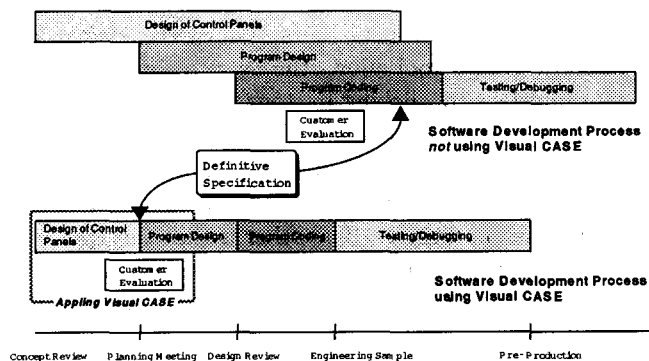 Design of Control Panels
Program Design
Program Coding
Testing/Debugging
Customer
Evaluation
Software Development Process
not using Visual CASE
Definitive
Specification
Design of Control
Panels
Program Design
Program Coding
Testing/Debugging
Customer
Evaluation
Appling Visual CASE
Software Development Process
using Visual CASE
Concept Review
Planning Meeting
Design Review
Engineering Sample
Pre-Production